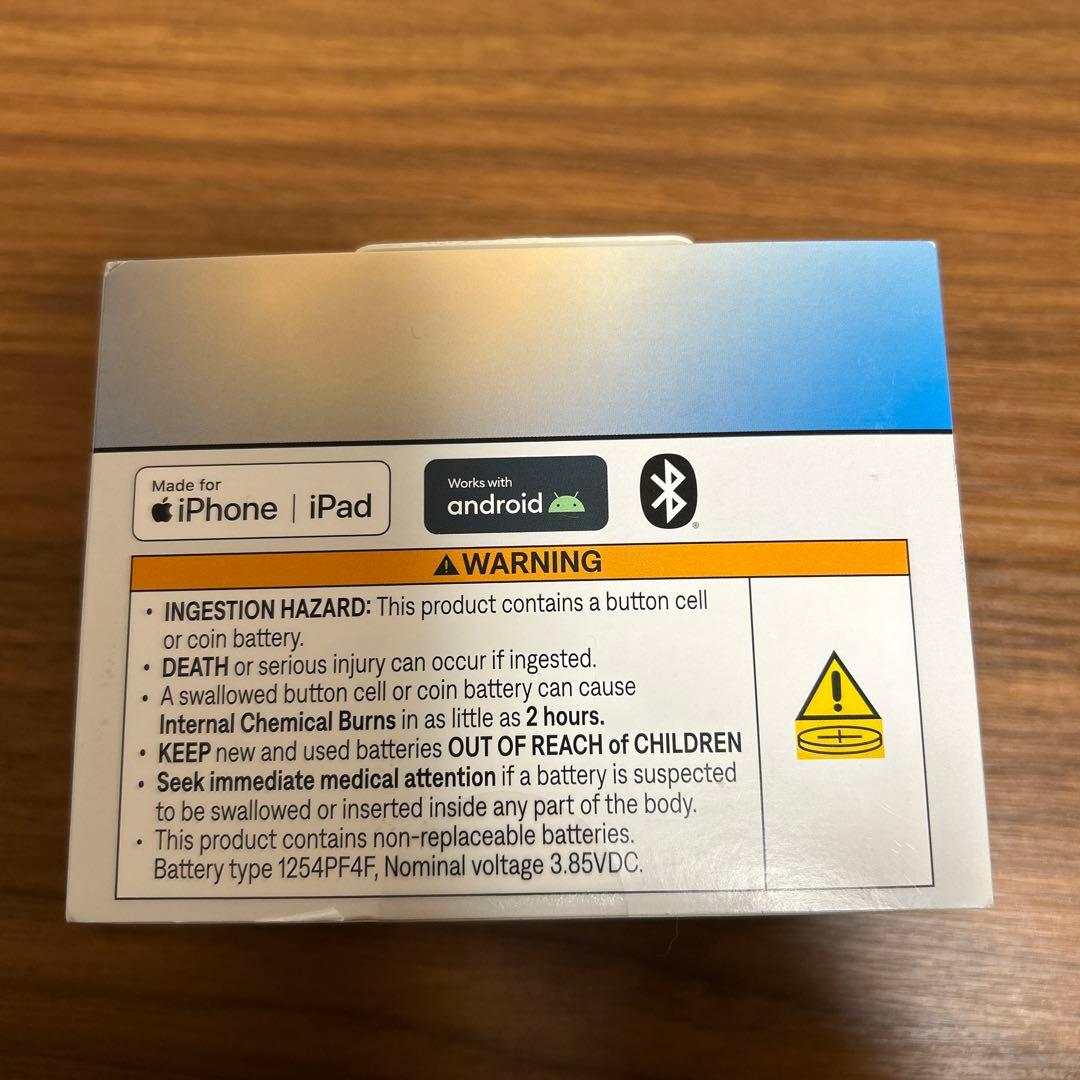 Made for
iPhone | iPad
Works with
android
®
WARNING
• INGESTION HAZARD: This product contains a button cell
or coin battery.
• DEATH or serious injury can occur if ingested.
• A swallowed button cell or coin battery can cause
Internal Chemical Burns in as little as 2 hours.
• KEEP new and used batteries OUT OF REACH of CHILDREN
• Seek immediate medical attention if a battery is suspected
to be swallowed or inserted inside any part of the body.
• This product contains non-replaceable batteries.
Battery type 1254PF4F, Nominal voltage 3.85VDC.